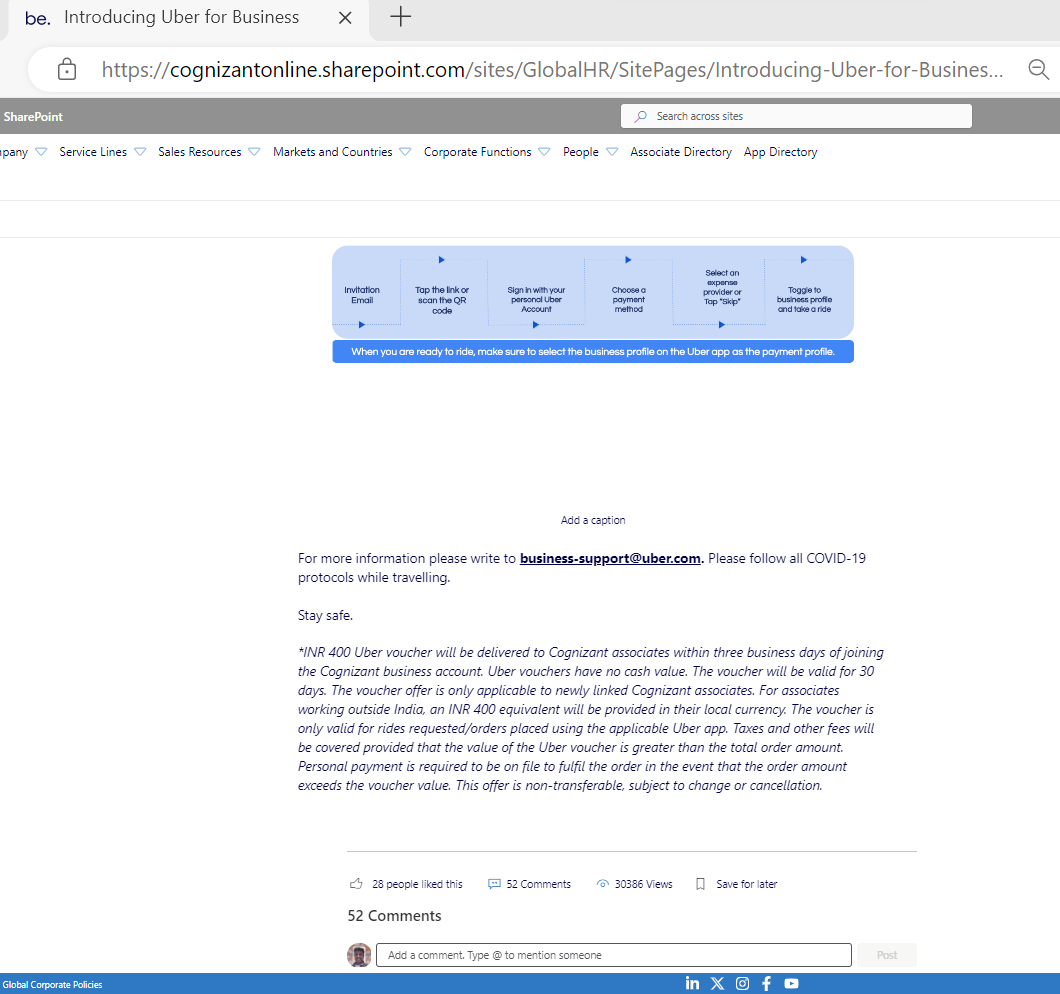 be. Introducing Uber for Business
https://cognizantonline.sharepoint.com/sites/GlobalHR/SitePages/Introducing-Uber-for-Busines...
SharePoint
Search across sites
mpany Service Lines Sales Resources Markets and Countries Corporate Functions People Associate Directory App Directory
Invitation
Email
Tap the link or
scan the QR
code
Sign in with your
personal Uber
Account
Choose a
payment
method
Select an
expense
provider or
Tap "Skip"
Toggle to
business profile
and take a ride
When you are ready to ride, make sure to select the business profile on the Uber app as the payment profile.
Add a caption
For more information please write to business-support@uber.com. Please follow all COVID-19
protocols while travelling.
Stay safe.
*INR 400 Uber voucher will be delivered to Cognizant associates within three business days of joining
the Cognizant business account. Uber vouchers have no cash value. The voucher will be valid for 30
days. The voucher offer is only applicable to newly linked Cognizant associates. For associates
working outside India, an INR 400 equivalent will be provided in their local currency. The voucher is
only valid for rides requested/orders placed using the applicable Uber app. Taxes and other fees will
be covered provided that the value of the Uber voucher is greater than the total order amount.
Personal payment is required to be on file to fulfil the order in the event that the order amount
exceeds the voucher value. This offer is non-transferable, subject to change or cancellation.
28 people liked this 52 Comments 30386 Views Save for later
52 Comments
Add a comment. Type @ to mention someone
Post
Global Corporate Policies